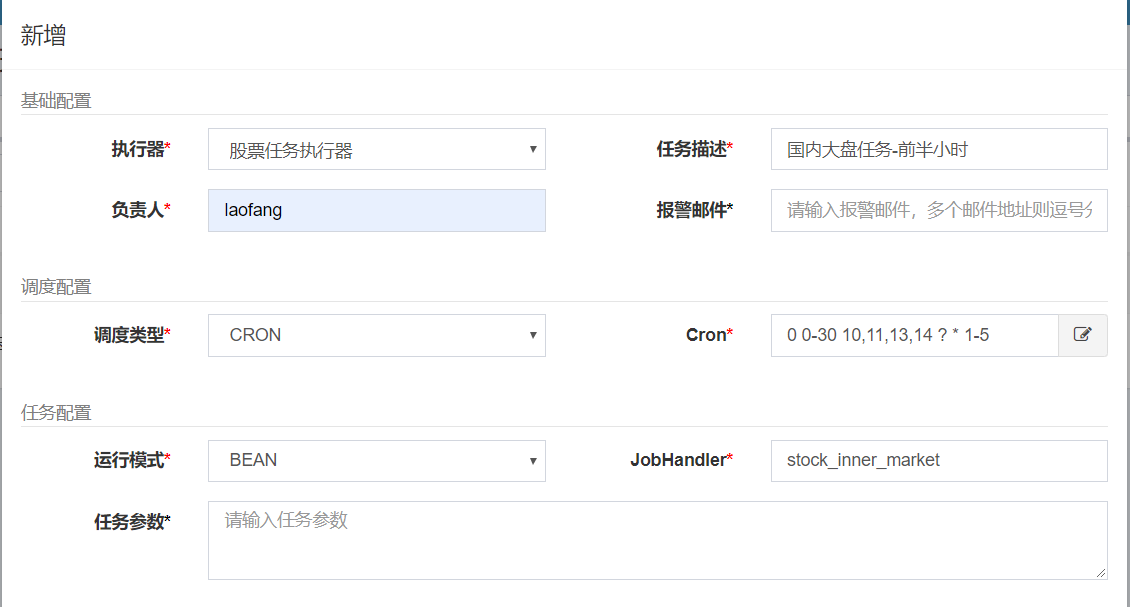 新增
基础配置
执行器* 股票任务执行器 任务描述* 国内大盘任务-前半小时
负责人* laofang 报警邮件* 请输入报警邮件，多个邮件地址则逗号分
调度配置
调度类型* CRON Cron* 0 0-30 10,11,13,14 ? * 1-5
任务配置
运行模式* BEAN JobHandler* stock_inner_market
任务参数* 请输入任务参数